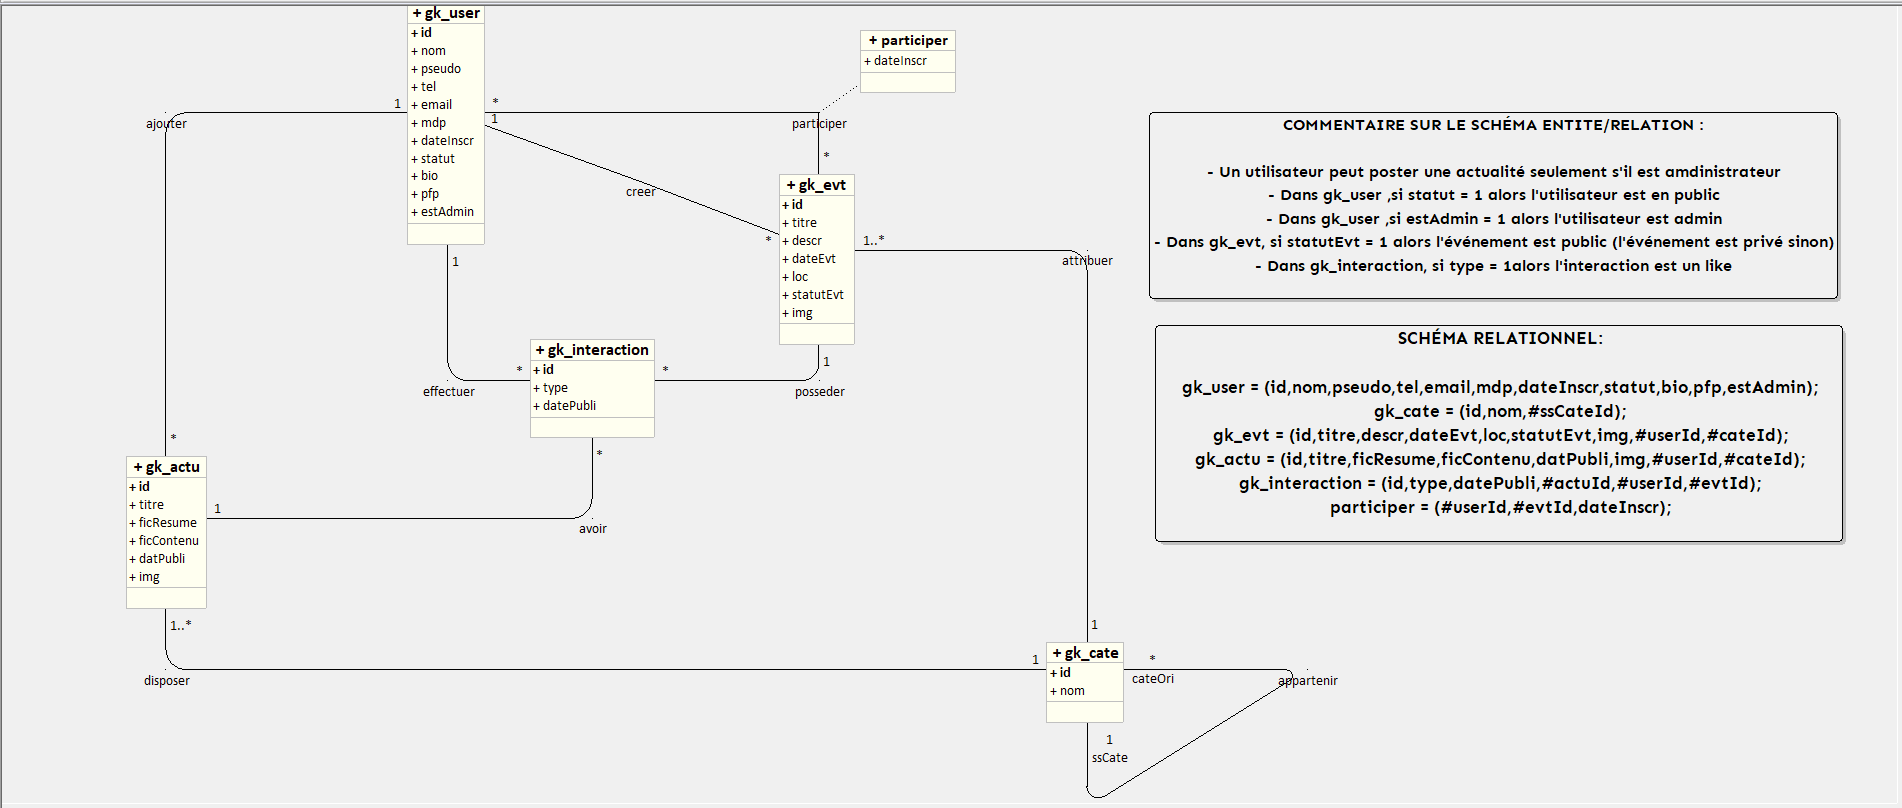 + gk_user
+ id
+ nom
+ pseudo
+ tel
+ email
+ mdp
+ dateInscr
+ statut
+ bio
+ pfp
+ estAdmin
+ participer
+ dateInscr
1
ajouter
*
1
participer
*
creer
*
+ gk_evt
+ id
+ titre
+ descr
+ dateEvt
+ loc
+ statutEvt
+ img
1..*
attribuer
1
effectuer
*
+ gk_interaction
+ id
+ type
+ datePubli
*
1
posseder
*
*
avoir
1
+ gk_actu
+ id
+ titre
+ ficResume
+ ficContenu
+ datPubli
+ img
1..*
disposer
1
1
+ gk_cate
+ id
+ nom
*
cateOri
appartenir
1
ssCate
COMMENTAIRE SUR LE SCHÉMA ENTITE/RELATION :
- Un utilisateur peut poster une actualité seulement s'il est amdinistrateur
- Dans gk_user ,si statut = 1 alors l'utilisateur est en public
- Dans gk_user ,si estAdmin = 1 alors l'utilisateur est admin
- Dans gk_evt, si statutEvt = 1 alors l'événement est public (l'événement est privé sinon)
- Dans gk_interaction, si type = 1alors l'interaction est un like
SCHÉMA RELATIONNEL:
gk_user = (id,nom,pseudo,tel,email,mdp,dateInscr,statut,bio,pfp,estAdmin);
gk_cate = (id,nom,#ssCateId);
gk_evt = (id,titre,descr,dateEvt,loc,statutEvt,img,#userId,#cateId);
gk_actu = (id,titre,ficResume,ficContenu,datPubli,img,#userId,#cateId);
gk_interaction = (id,type,datePubli,#actuId,#userId,#evtId);
participer = (#userId,#evtId,dateInscr);